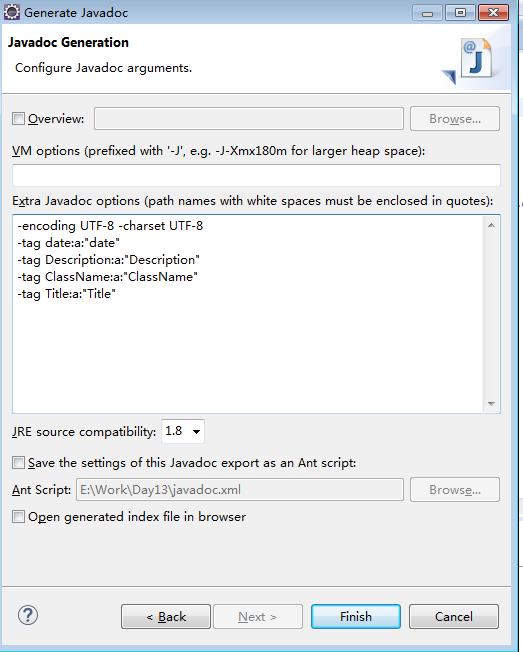 Generate Javadoc
Javadoc Generation
Configure Javadoc arguments.
@
J
Overview:
Browse...
VM options (prefixed with '-J', e.g. -J-Xmx180m for larger heap space):
Extra Javadoc options (path names with white spaces must be enclosed in quotes):
-encoding UTF-8 -charset UTF-8
-tag date:a:"date"
-tag Description:a:"Description"
-tag ClassName:a:"ClassName"
-tag Title:a:"Title"
JRE source compatibility: 1.8
Save the settings of this Javadoc export as an Ant script:
Ant Script: E:\Work\Day13\javadoc.xml Browse...
Open generated index file in browser
? < Back Next > Finish Cancel